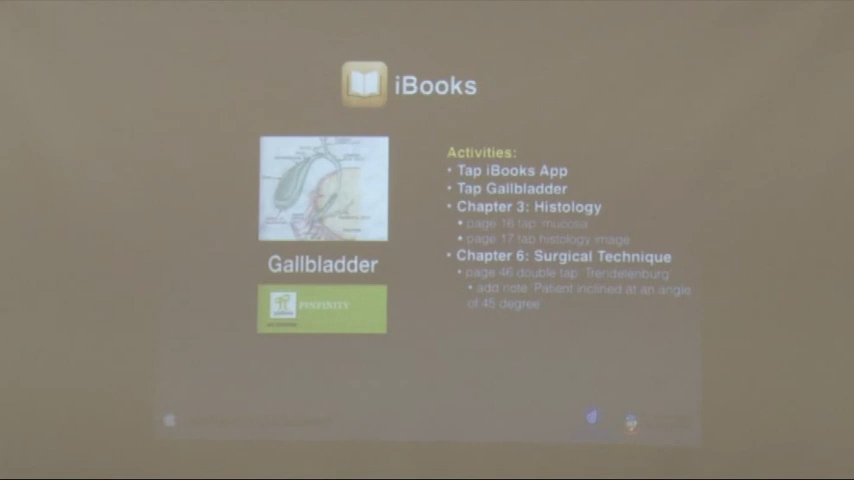 iBooks
Gallbladder
PINFINITY
Activities:
• Tap iBooks App
• Tap Gallbladder
• Chapter 3: Histology
• page 16 tap 'mucosa'
• page 17 tap histology image
• Chapter 6: Surgical Technique
• page 46 double tap 'Trendelenburg'
• add note 'Patient inclined at an angle
of 45 degree'